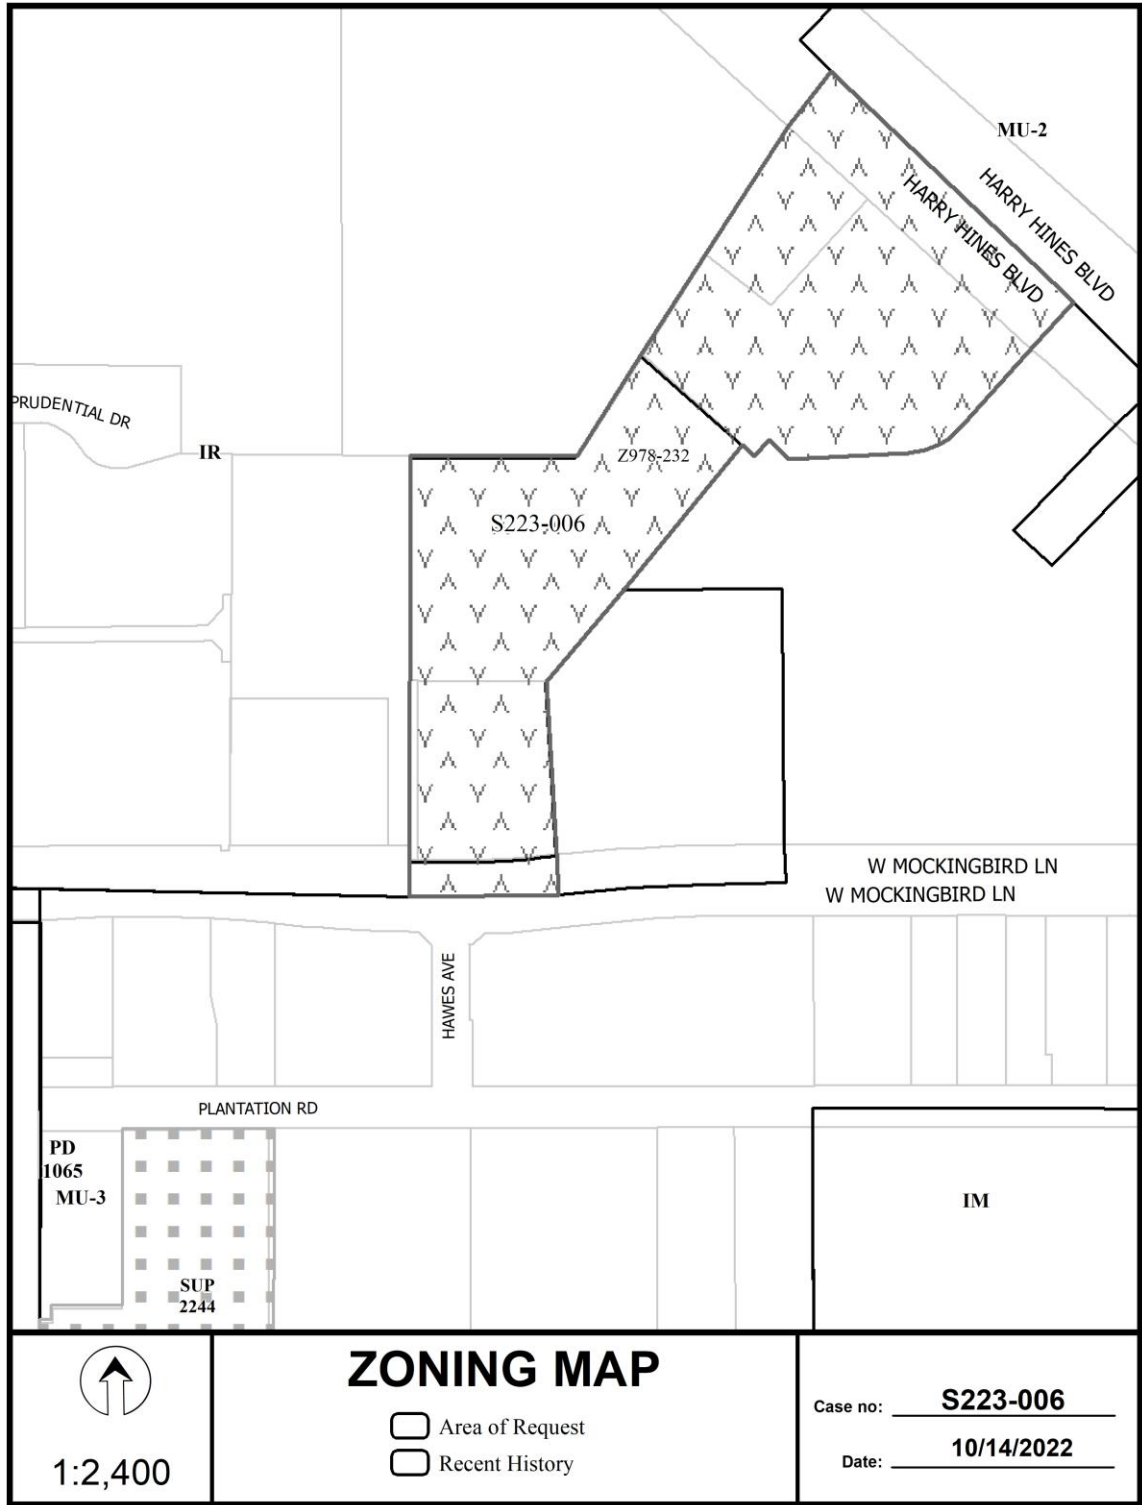 MU-2
HARRY HINES BLVD
HARRY HINES BLVD
PRUDENTIAL DR
IR
Z978-232
S223-006
W MOCKINGBIRD LN
W MOCKINGBIRD LN
HAWES AVE
PLANTATION RD
PD
1065
MU-3
IM
SUP
2244
ZONING MAP
Area of Request
Recent History
1:2,400
Case no: S223-006
Date: 10/14/2022